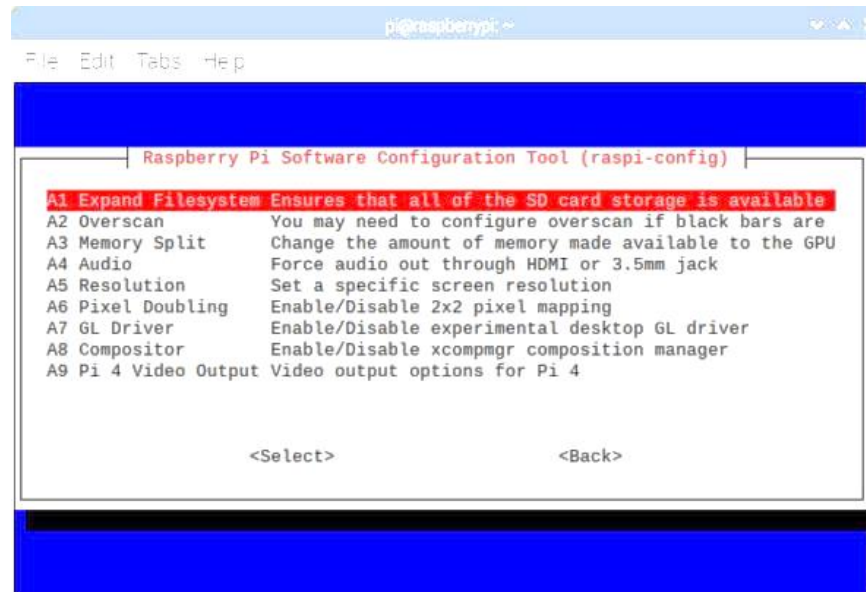 pi@raspberrypi: ~
File Edit Tabs Help
Raspberry Pi Software Configuration Tool (raspi-config)
A1 Expand Filesystem Ensures that all of the SD card storage is available
A2 Overscan You may need to configure overscan if black bars are
A3 Memory Split Change the amount of memory made available to the GPU
A4 Audio Force audio out through HDMI or 3.5mm jack
A5 Resolution Set a specific screen resolution
A6 Pixel Doubling Enable/Disable 2x2 pixel mapping
A7 GL Driver Enable/Disable experimental desktop GL driver
A8 Compositor Enable/Disable xcompmgr composition manager
A9 Pi 4 Video Output Video output options for Pi 4
<Select> <Back>